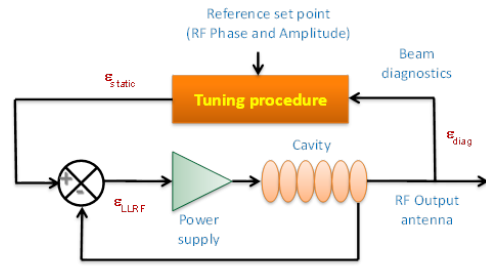 Reference set point
(RF Phase and Amplitude)
Beam
diagnostics
εstatic
Tuning procedure
Cavity
εdiag
+
-
εLLRF
Power
supply
RF Output
antenna